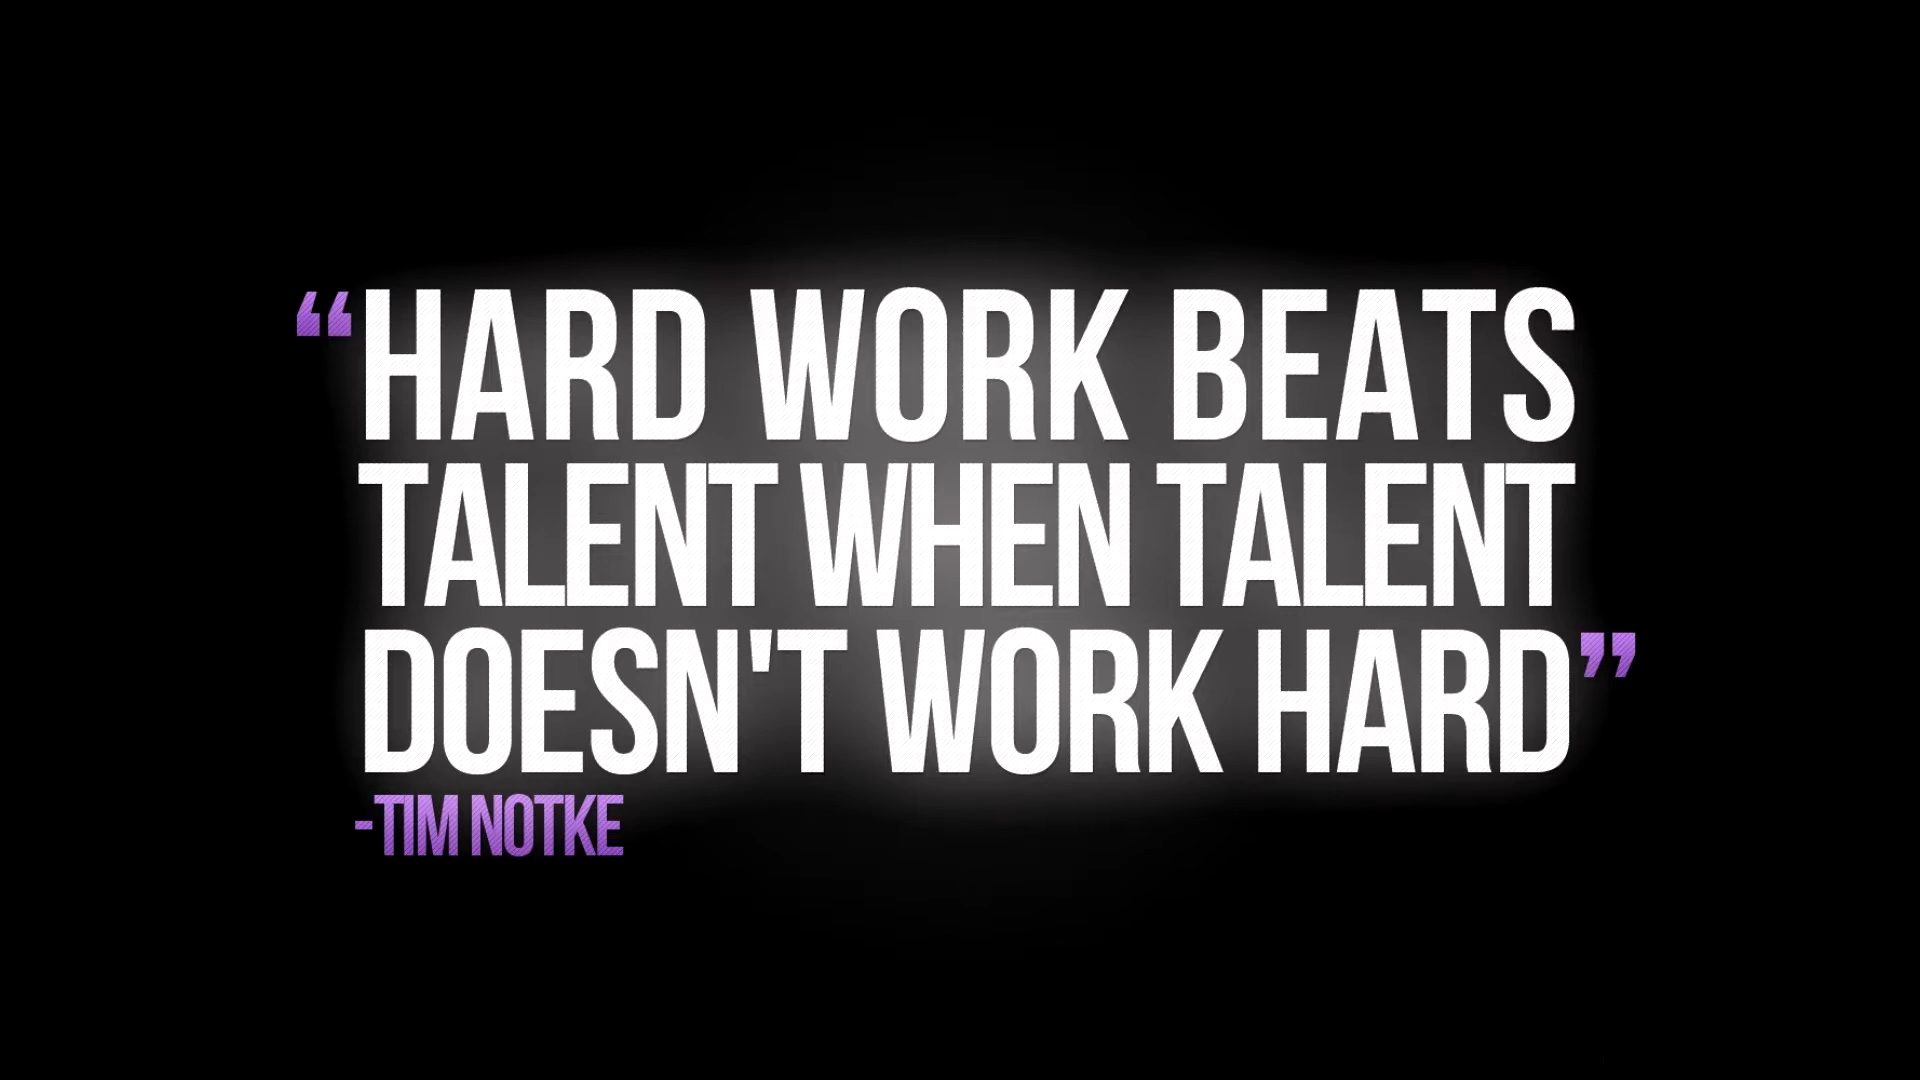 “HARD WORK BEATS
TALENT WHEN TALENT
DOESN'T WORK HARD”
-TIM NOTKE